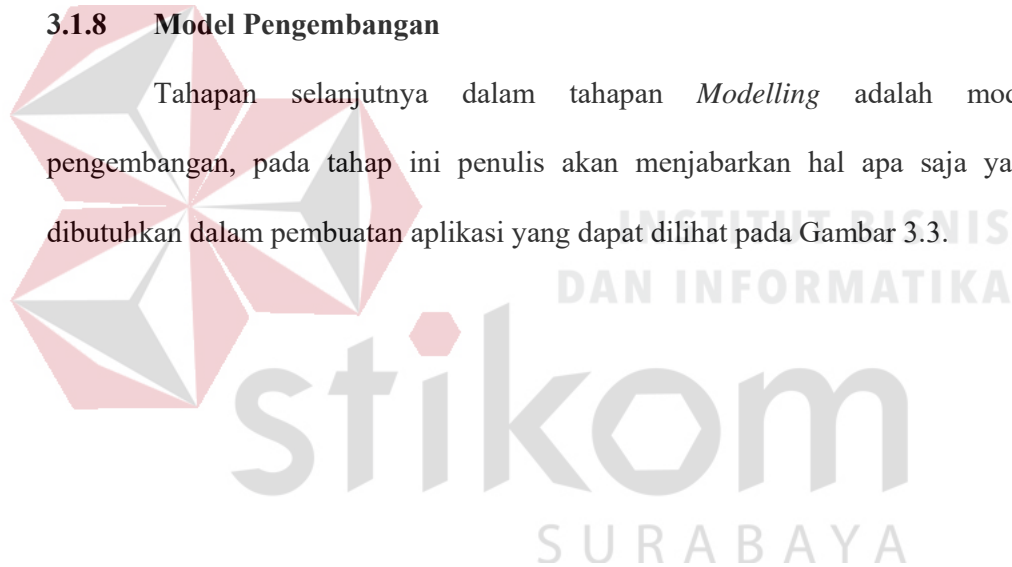 3.1.8 Model Pengembangan
Tahapan selanjutnya dalam tahapan Modelling adalah
pengembangan, pada tahap ini penulis akan menjabarkan hal apa saja
dibutuhkan dalam pembuatan aplikasi yang dapat dilihat pada Gambar 3.3.
INSTITUT BISNIS
DAN INFORMATIKA
stikom
SURABAYA